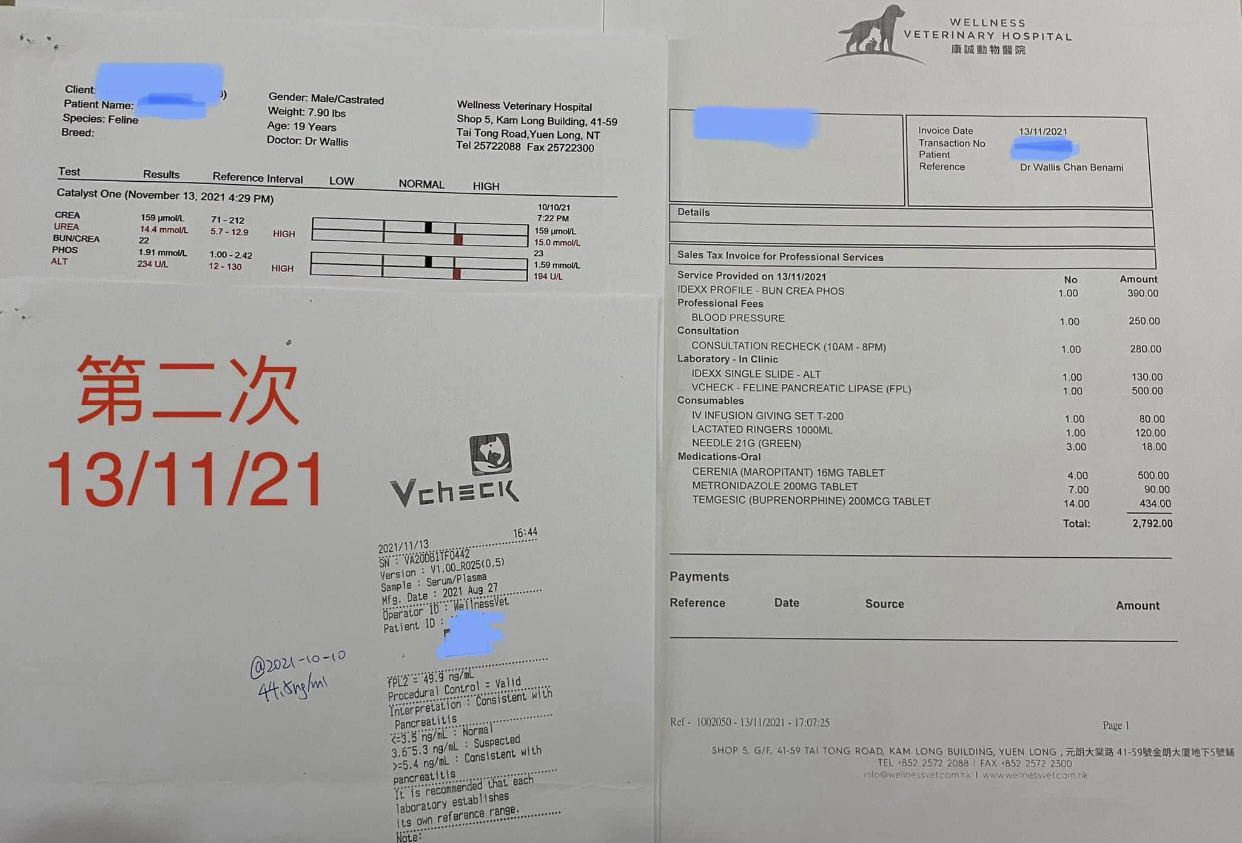 Client:
)
Patient Name:
Species: Feline
Breed:
Gender: Male/Castrated
Weight: 7.90 lbs
Age: 19 Years
Doctor: Dr Wallis
Wellness Veterinary Hospital
Shop 5, Kam Long Building, 41-59
Tai Tong Road,Yuen Long, NT
Tel 25722088 Fax 25722300
Test Results Reference Interval LOW NORMAL HIGH
Catalyst One (November 13, 2021 4:29 PM)
10/10/21
7:22 PM
CREA 159 µmol/L 71 - 212 159 µmol/L
UREA 14.4 mmol/L 5.7 - 12.9 HIGH 15.0 mmol/L
BUN/CREA 22 23
PHOS 1.91 mmol/L 1.00 - 2.42 1.59 mmol/L
ALT 234 U/L 12 - 130 HIGH 194 U/L
第二次
13/11/21
Vcheck
2021/11/13 16:44
SN : VA200B1TF0442
Version : V1.00_R025(0.5)
Sample : Serum/Plasma
Mfg. Date : 2021 Aug 27
Operator ID : WellnessVet
Patient ID :
@2021-10-10
44.5ng/ml
fPL2 = 49.9 ng/mL
Procedural Control = Valid
Interpretation : Consistent with
Pancreatitis
<=3.5 ng/mL : Normal
3.6~5.3 ng/mL : Suspected
>=5.4 ng/mL : Consistent with
pancreatitis
It is recommended that each
laboratory establishes
its own reference range.
Note:
WELLNESS
VETERINARY HOSPITAL
康誠動物醫院
Invoice Date 13/11/2021
Transaction No
Patient
Reference Dr Wallis Chan Benami
Details
Sales Tax Invoice for Professional Services
Service Provided on 13/11/2021 No Amount
IDEXX PROFILE - BUN CREA PHOS 1.00 390.00
Professional Fees
BLOOD PRESSURE 1.00 250.00
Consultation
CONSULTATION RECHECK (10AM - 8PM) 1.00 280.00
Laboratory - In Clinic
IDEXX SINGLE SLIDE - ALT 1.00 130.00
VCHECK - FELINE PANCREATIC LIPASE (FPL) 1.00 500.00
Consumables
IV INFUSION GIVING SET T-200 1.00 80.00
LACTATED RINGERS 1000ML 1.00 120.00
NEEDLE 21G (GREEN) 3.00 18.00
Medications-Oral
CERENIA (MAROPITANT) 16MG TABLET 4.00 500.00
METRONIDAZOLE 200MG TABLET 7.00 90.00
TEMGESIC (BUPRENORPHINE) 200MCG TABLET 14.00 434.00
Total: 2,792.00
Payments
Reference Date Source Amount
Ref - 1002050 - 13/11/2021 - 17:07:25 Page 1
SHOP 5, G/F, 41-59 TAI TONG ROAD, KAM LONG BUILDING, YUEN LONG , 元朗大棠路 41-59號金朗大廈地下5號鋪
TEL +852 2572 2088 | FAX +852 2572 2300
info@wellnessvet.com.hk | www.wellnessvet.com.hk